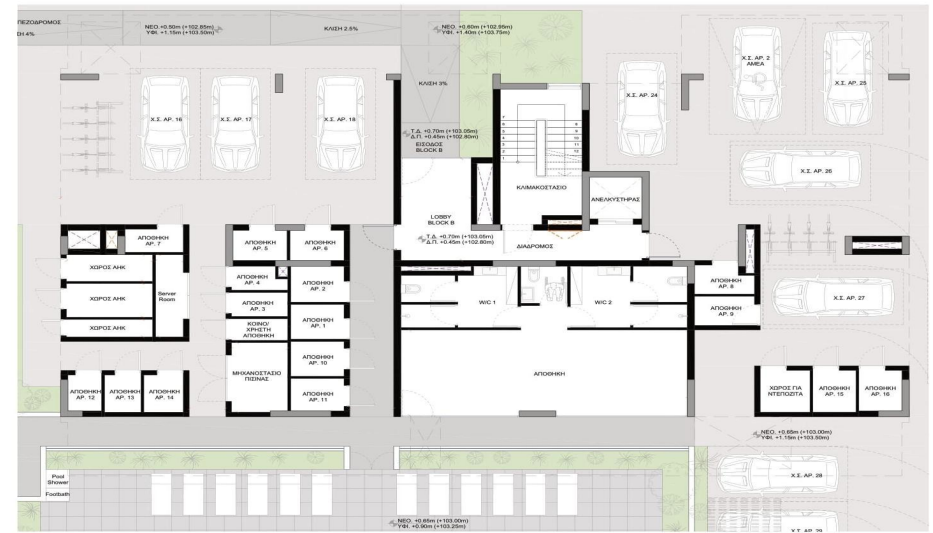 ΠΕΖΟΔΡΟΜΟΣ
ΣΗ 4%
ΝΕΟ. +0.50m (+102.85m)
ΥΦΙ. +1.15m (+103.50m)
ΚΛΙΣΗ 2.5%
ΝΕΟ. +0.60m (+102.95m)
ΥΦΙ. +1.40m (+103.75m)
ΚΛΙΣΗ 3%
Χ.Σ. ΑΡ. 16
Χ.Σ. ΑΡ. 17
Χ.Σ. ΑΡ. 18
Χ.Σ. ΑΡ. 24
Χ.Σ. ΑΡ. 2
ΑΜΕΑ
Χ.Σ. ΑΡ. 25
Τ.Δ. +0.70m (+103.05m)
Δ.Π. +0.45m (+102.80m)
ΕΙΣΟΔΟΣ
BLOCK B
ΚΛΙΜΑΚΟΣΤΑΣΙΟ
ΑΝΕΛΚΥΣΤΗΡΑΣ
Χ.Σ. ΑΡ. 26
LOBBY
BLOCK B
Τ.Δ. +0.70m (+103.05m)
Δ.Π. +0.45m (+102.80m)
ΔΙΑΔΡΟΜΟΣ
ΑΠΟΘΗΚΗ
ΑΡ. 7
ΑΠΟΘΗΚΗ
ΑΡ. 5
ΑΠΟΘΗΚΗ
ΑΡ. 6
ΧΩΡΟΣ ΑΗΚ
ΧΩΡΟΣ ΑΗΚ
ΧΩΡΟΣ ΑΗΚ
Server
Room
ΑΠΟΘΗΚΗ
ΑΡ. 4
ΑΠΟΘΗΚΗ
ΑΡ. 2
ΑΠΟΘΗΚΗ
ΑΡ. 3
ΑΠΟΘΗΚΗ
ΑΡ. 1
ΚΟΙΝΟ/
ΧΡΗΣΤΗ
ΑΠΟΘΗΚΗ
ΑΠΟΘΗΚΗ
ΑΡ. 10
ΜΗΧΑΝΟΣΤΑΣΙΟ
ΠΙΣΙΝΑΣ
ΑΠΟΘΗΚΗ
ΑΡ. 11
W/C 1
W/C 2
ΑΠΟΘΗΚΗ
ΑΠΟΘΗΚΗ
ΑΡ. 8
ΑΠΟΘΗΚΗ
ΑΡ. 9
Χ.Σ. ΑΡ. 27
ΑΠΟΘΗΚΗ
ΑΡ. 12
ΑΠΟΘΗΚΗ
ΑΡ. 13
ΑΠΟΘΗΚΗ
ΑΡ. 14
ΧΩΡΟΣ ΓΙΑ
ΝΤΕΠΟΖΙΤΑ
ΑΠΟΘΗΚΗ
ΑΡ. 15
ΑΠΟΘΗΚΗ
ΑΡ. 16
ΝΕΟ. +0.65m (+103.00m)
ΥΦΙ. +1.15m (+103.50m)
Pool
Shower
Footbath
Χ.Σ. ΑΡ. 28
ΝΕΟ. +0.65m (+103.00m)
ΥΦΙ. +0.90m (+103.25m)
Χ.Σ. ΑΡ. 29